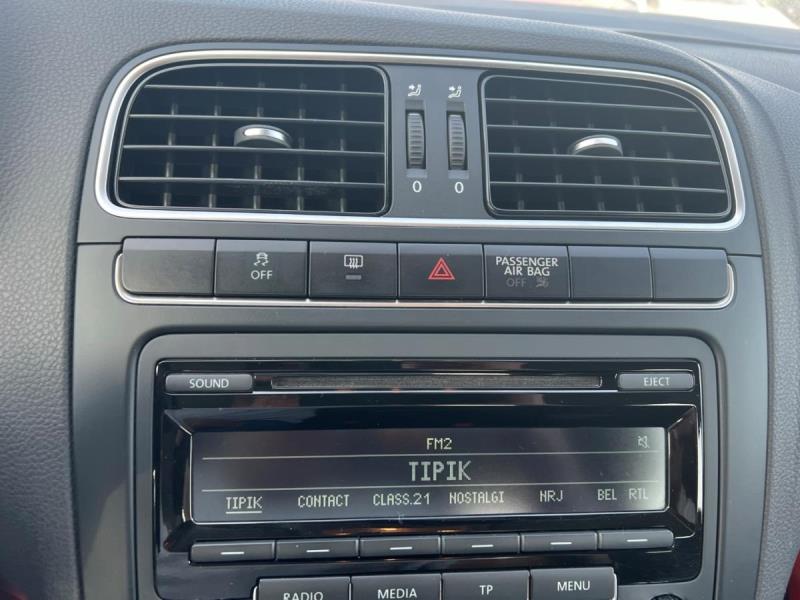 0 0
OFF
PASSENGER
AIR BAG
OFF
SOUND
EJECT
FM2
TIPIK
TIPIK CONTACT CLASS.21 NOSTALGI NRJ BEL RTL
RADIO MEDIA TP MENU